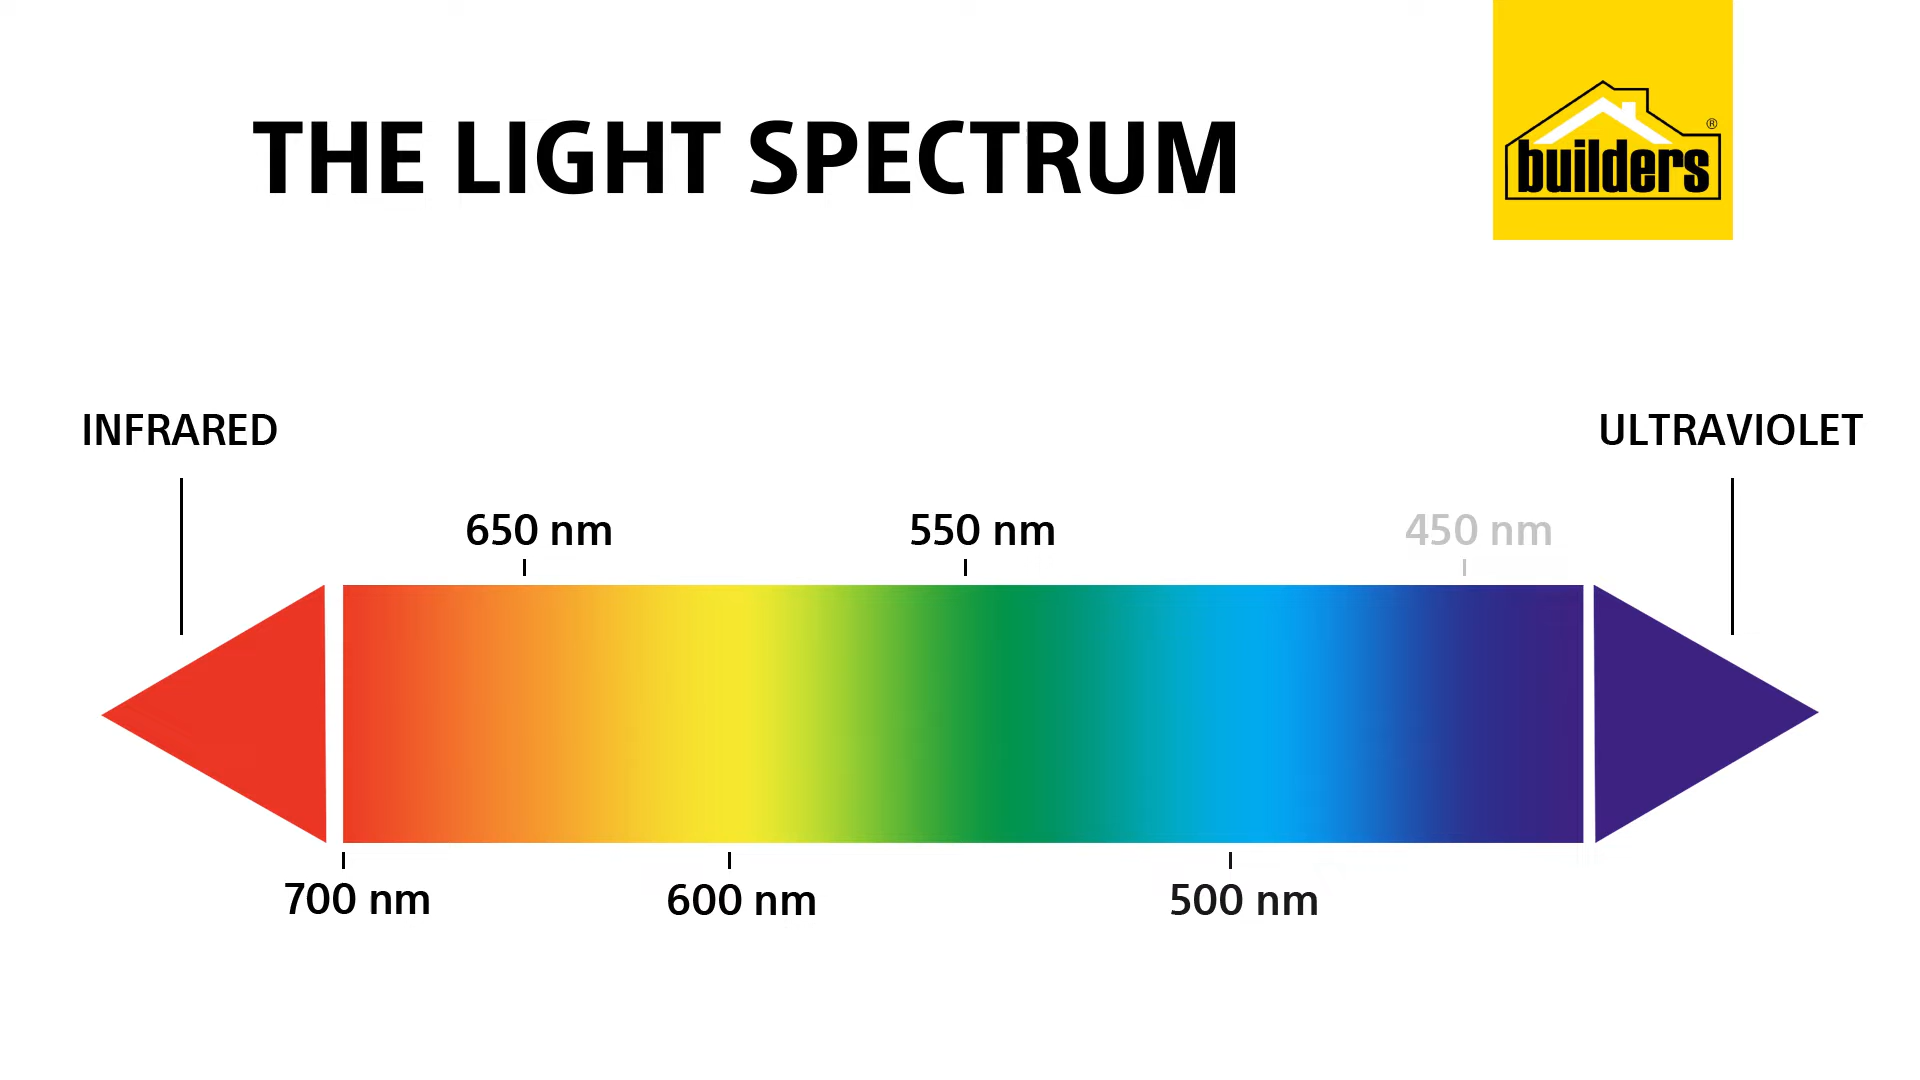 THE LIGHT SPECTRUM
builders®
INFRARED
ULTRAVIOLET
650 nm
550 nm
450 nm
700 nm
600 nm
500 nm